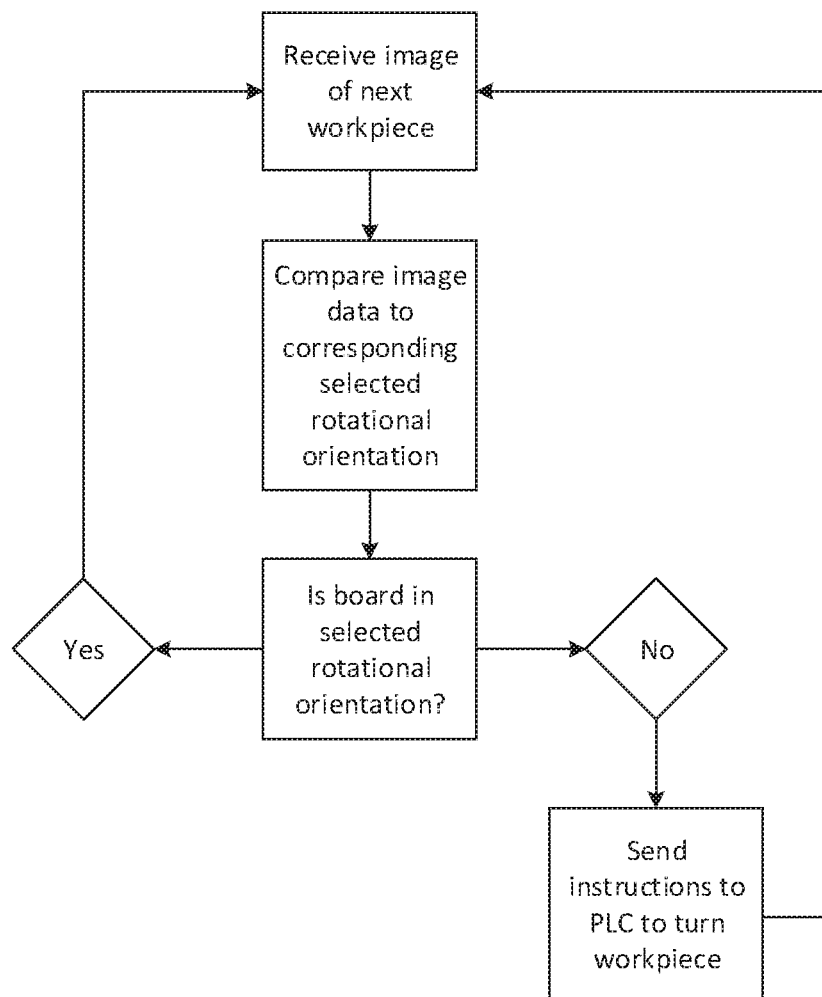 Receive image
of next
workpiece
Compare image
data to
corresponding
selected
rotational
orientation
Is board in
selected
rotational
orientation?
Yes
No
Send
instructions to
PLC to turn
workpiece